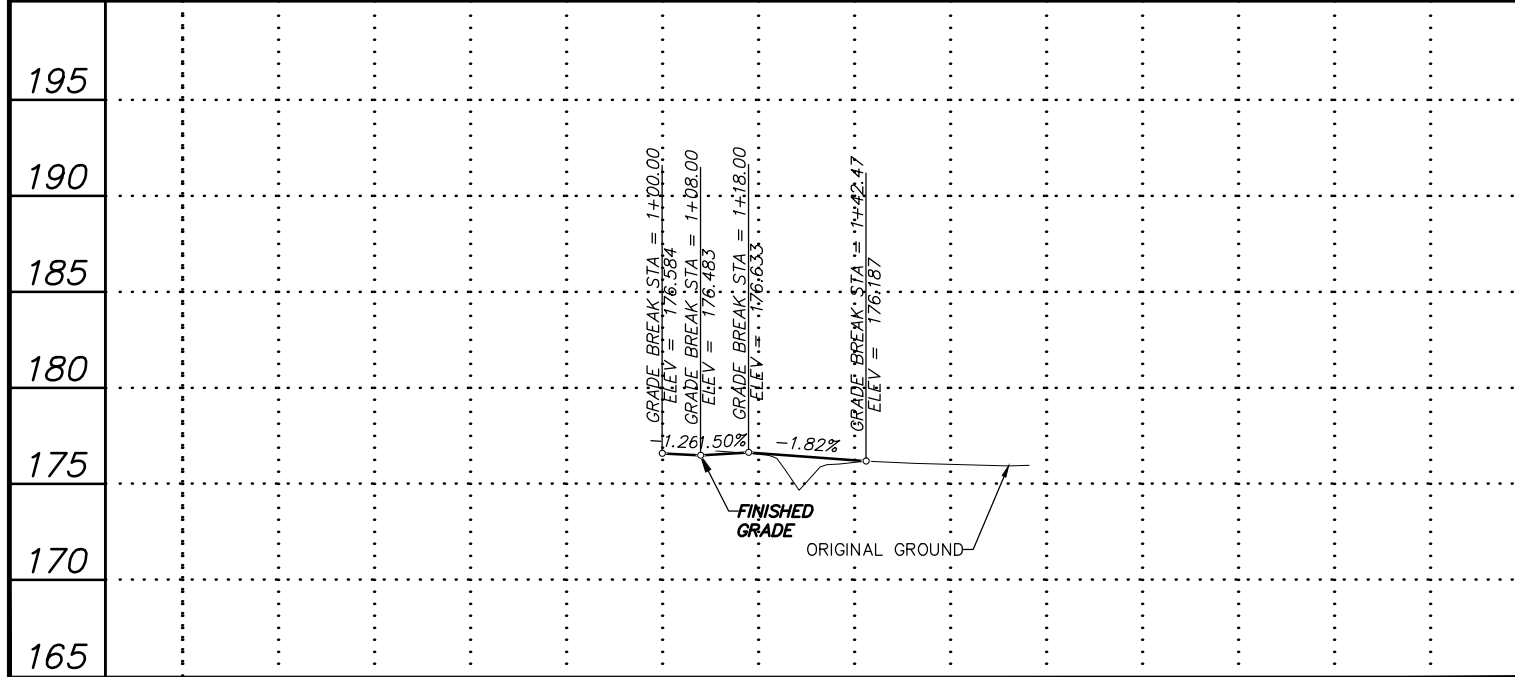 195
190
185
180
175
170
165
GRADE BREAK STA = 1+00.00
ELEV = 176.584
GRADE BREAK STA = 1+08.00
ELEV = 176.483
GRADE BREAK STA = 1+18.00
ELEV = 176.633
GRADE BREAK STA = 1+42.47
ELEV = 176.187
-1.26
1.50%
-1.82%
FINISHED
GRADE
ORIGINAL GROUND